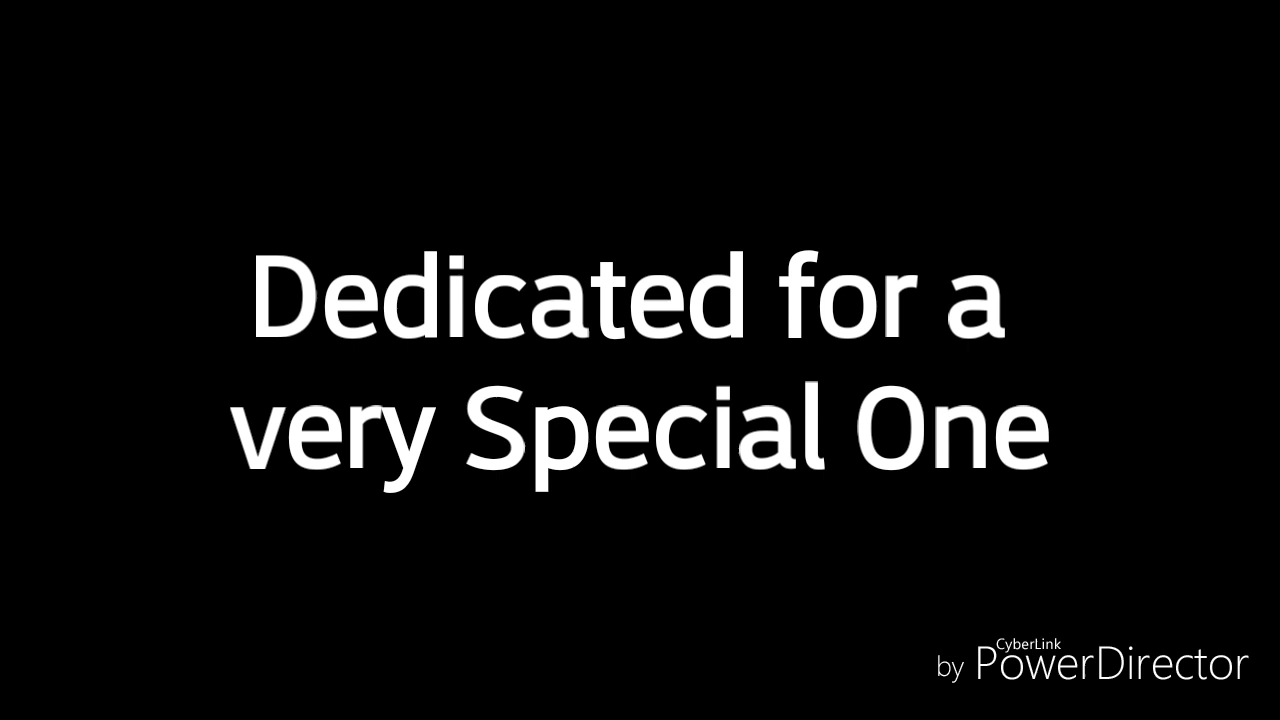 Dedicated for a
very Special One
CyberLink
by PowerDirector